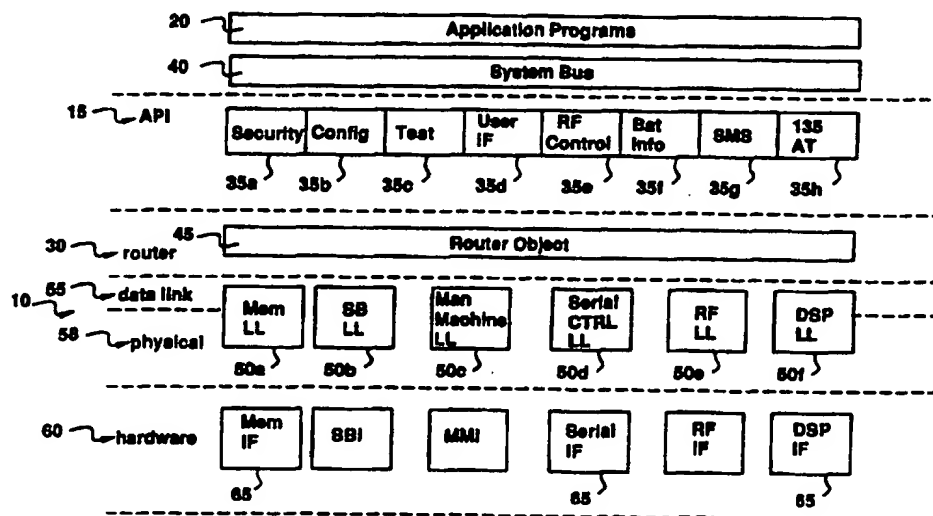 20
Application Programs
40
System Bus
15
API
Security
Config
Test
User
IF
RF
Control
Bat
Info
SMS
135
AT
35a
35b
35c
35d
35e
35f
35g
35h
45
30
router
Router Object
55
data link
10
58
physical
Mem
LL
SB
LL
Man
Machine
LL
Serial
CTRL
LL
RF
LL
DSP
LL
50a
50b
50c
50d
50e
50f
60
hardware
Mem
IF
SBI
MMI
Serial
IF
RF
IF
DSP
IF
65
65
65